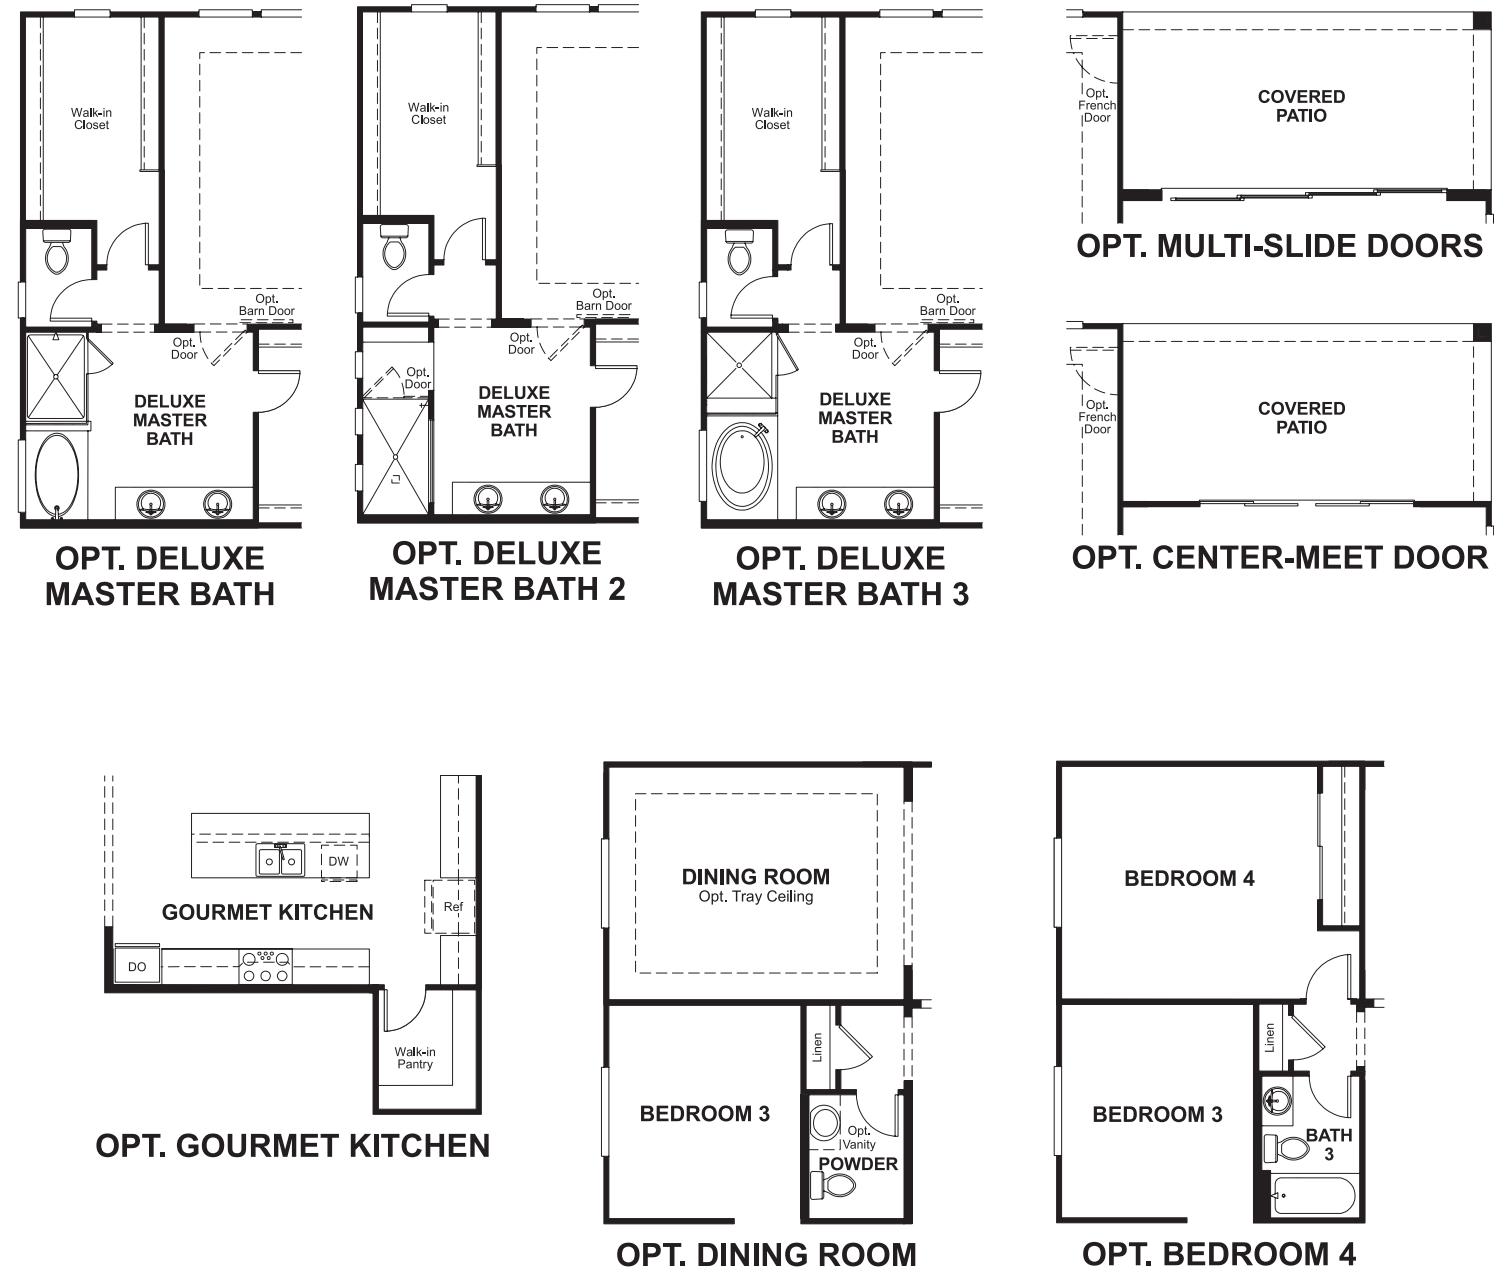 Walk-in
Closet
Opt.
Barn Door
Opt.
Door
DELUXE
MASTER
BATH
OPT. DELUXE
MASTER BATH
Walk-in
Closet
Opt.
Barn Door
Opt.
Door
Opt.
Door
DELUXE
MASTER
BATH
OPT. DELUXE
MASTER BATH 2
Walk-in
Closet
Opt.
Barn Door
Opt.
Door
DELUXE
MASTER
BATH
OPT. DELUXE
MASTER BATH 3
Opt.
French
Door
COVERED
PATIO
OPT. MULTI-SLIDE DOORS
Opt.
French
Door
COVERED
PATIO
OPT. CENTER-MEET DOOR
DW
GOURMET KITCHEN
Ref
DO
Walk-in
Pantry
OPT. GOURMET KITCHEN
DINING ROOM
Opt. Tray Ceiling
Linen
BEDROOM 3
Opt.
Vanity
POWDER
OPT. DINING ROOM
BEDROOM 4
Linen
BEDROOM 3
BATH
3
OPT. BEDROOM 4